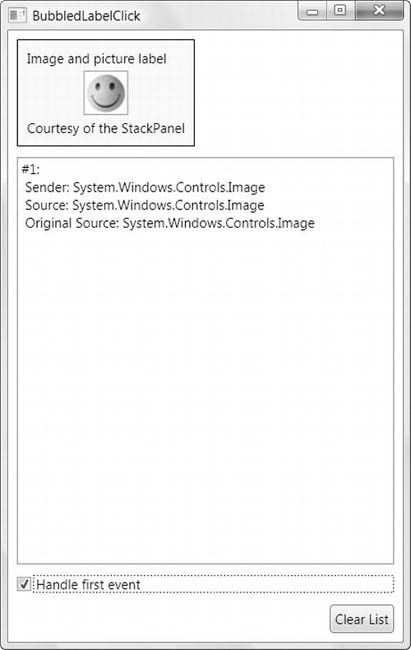 BubbledLabelClick
Image and picture label
Courtesy of the StackPanel
#1:
Sender: System.Windows.Controls.Image
Source: System.Windows.Controls.Image
Original Source: System.Windows.Controls.Image
Handle first event
Clear List